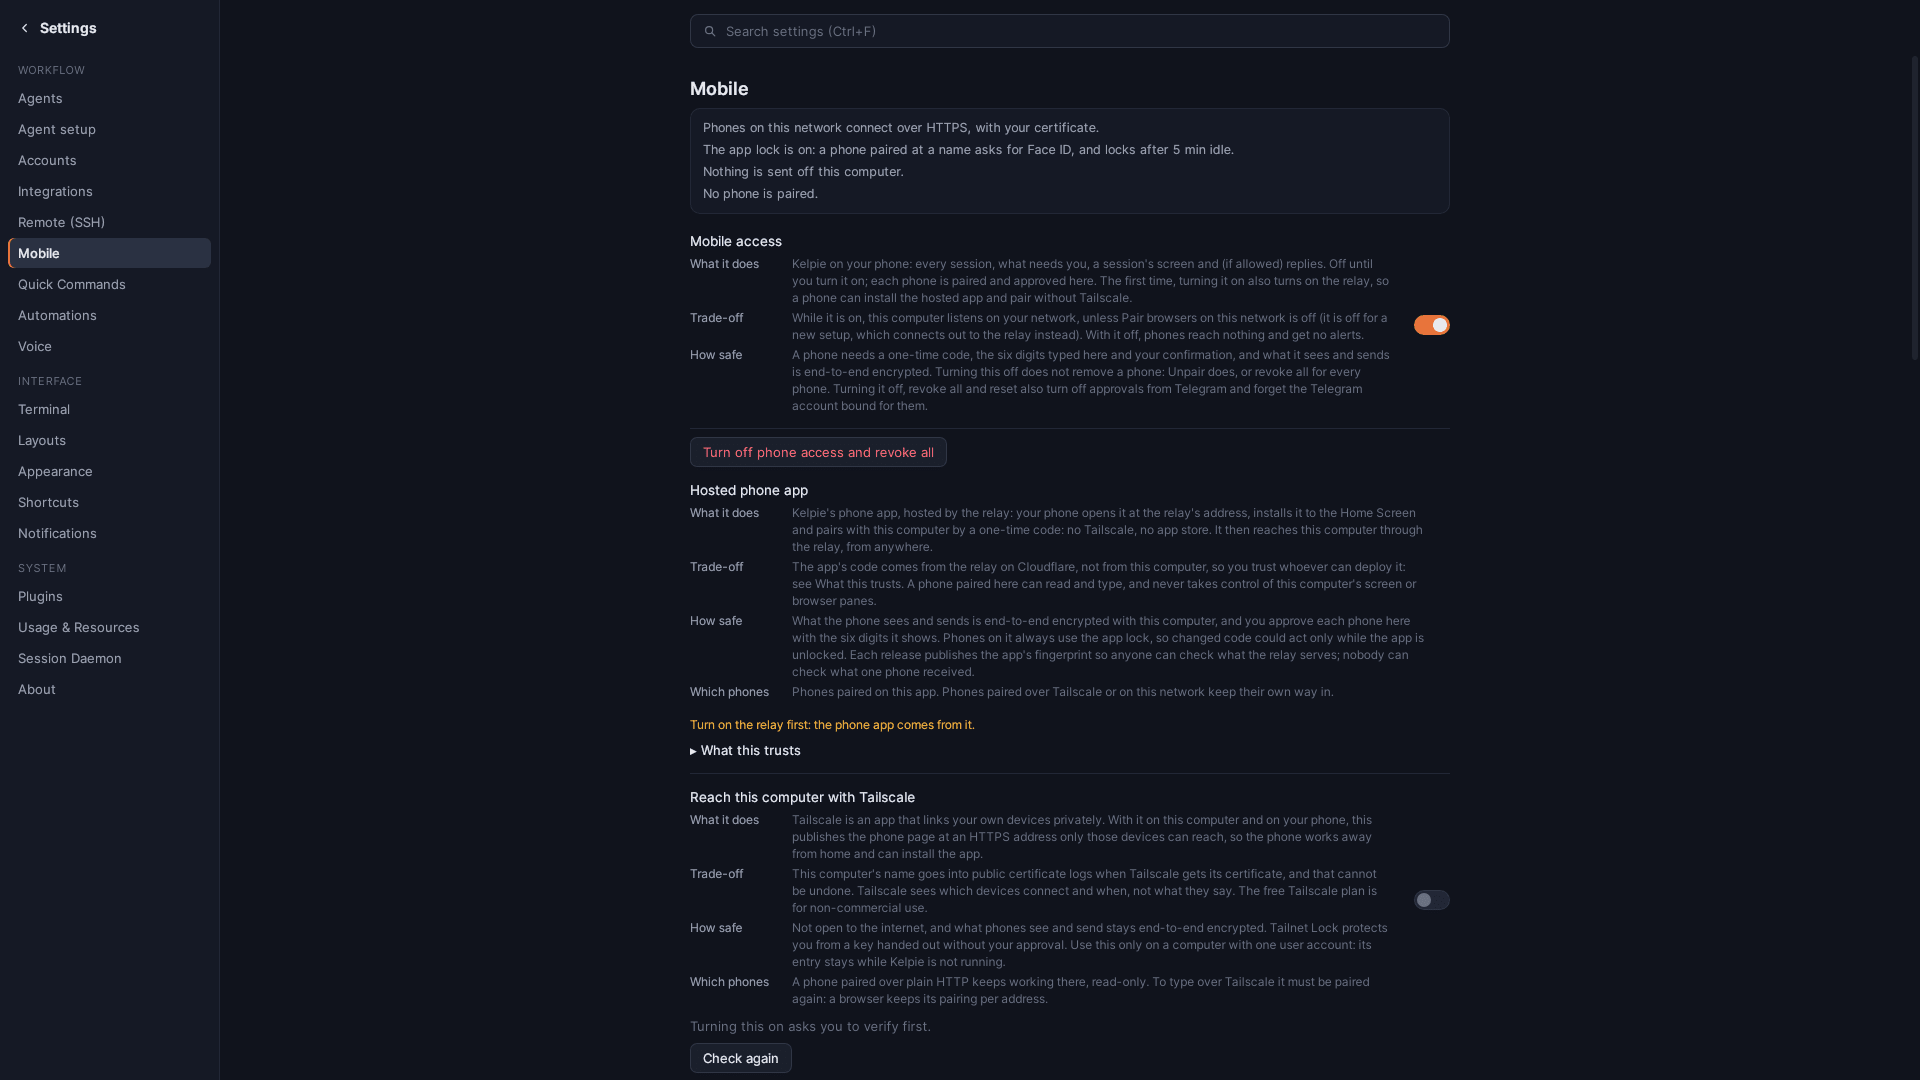 Settings
WORKFLOW
Agents
Agent setup
Accounts
Integrations
Remote (SSH)
Mobile
Quick Commands
Automations
Voice
INTERFACE
Terminal
Layouts
Appearance
Shortcuts
Notifications
SYSTEM
Plugins
Usage & Resources
Session Daemon
About
Search settings (Ctrl+F)
Mobile
Phones on this network connect over HTTPS, with your certificate.
The app lock is on: a phone paired at a name asks for Face ID, and locks after 5 min idle.
Nothing is sent off this computer.
No phone is paired.
Mobile access
What it does
Kelpie on your phone: every session, what needs you, a session's screen and (if allowed) replies. Off until
you turn it on; each phone is paired and approved here. The first time, turning it on also turns on the relay, so
a phone can install the hosted app and pair without Tailscale.
Trade-off
While it is on, this computer listens on your network, unless Pair browsers on this network is off (it is off for a
new setup, which connects out to the relay instead). With it off, phones reach nothing and get no alerts.
How safe
A phone needs a one-time code, the six digits typed here and your confirmation, and what it sees and sends
is end-to-end encrypted. Turning this off does not remove a phone: Unpair does, or revoke all for every
phone. Turning it off, revoke all and reset also turn off approvals from Telegram and forget the Telegram
account bound for them.
Turn off phone access and revoke all
Hosted phone app
What it does
Kelpie's phone app, hosted by the relay: your phone opens it at the relay's address, installs it to the Home Screen
and pairs with this computer by a one-time code: no Tailscale, no app store. It then reaches this computer through
the relay, from anywhere.
Trade-off
The app's code comes from the relay on Cloudflare, not from this computer, so you trust whoever can deploy it:
see What this trusts. A phone paired here can read and type, and never takes control of this computer's screen or
browser panes.
How safe
What the phone sees and sends is end-to-end encrypted with this computer, and you approve each phone here
with the six digits it shows. Phones on it always use the app lock, so changed code could act only while the app is
unlocked. Each release publishes the app's fingerprint so anyone can check what the relay serves; nobody can
check what one phone received.
Which phones
Phones paired on this app. Phones paired over Tailscale or on this network keep their own way in.
Turn on the relay first: the phone app comes from it.
▸ What this trusts
Reach this computer with Tailscale
What it does
Tailscale is an app that links your own devices privately. With it on this computer and on your phone, this
publishes the phone page at an HTTPS address only those devices can reach, so the phone works away
from home and can install the app.
Trade-off
This computer's name goes into public certificate logs when Tailscale gets its certificate, and that cannot
be undone. Tailscale sees which devices connect and when, not what they say. The free Tailscale plan is
for non-commercial use.
How safe
Not open to the internet, and what phones see and send stays end-to-end encrypted. Tailnet Lock protects
you from a key handed out without your approval. Use this only on a computer with one user account: its
entry stays while Kelpie is not running.
Which phones
A phone paired over plain HTTP keeps working there, read-only. To type over Tailscale it must be paired
again: a browser keeps its pairing per address.
Turning this on asks you to verify first.
Check again